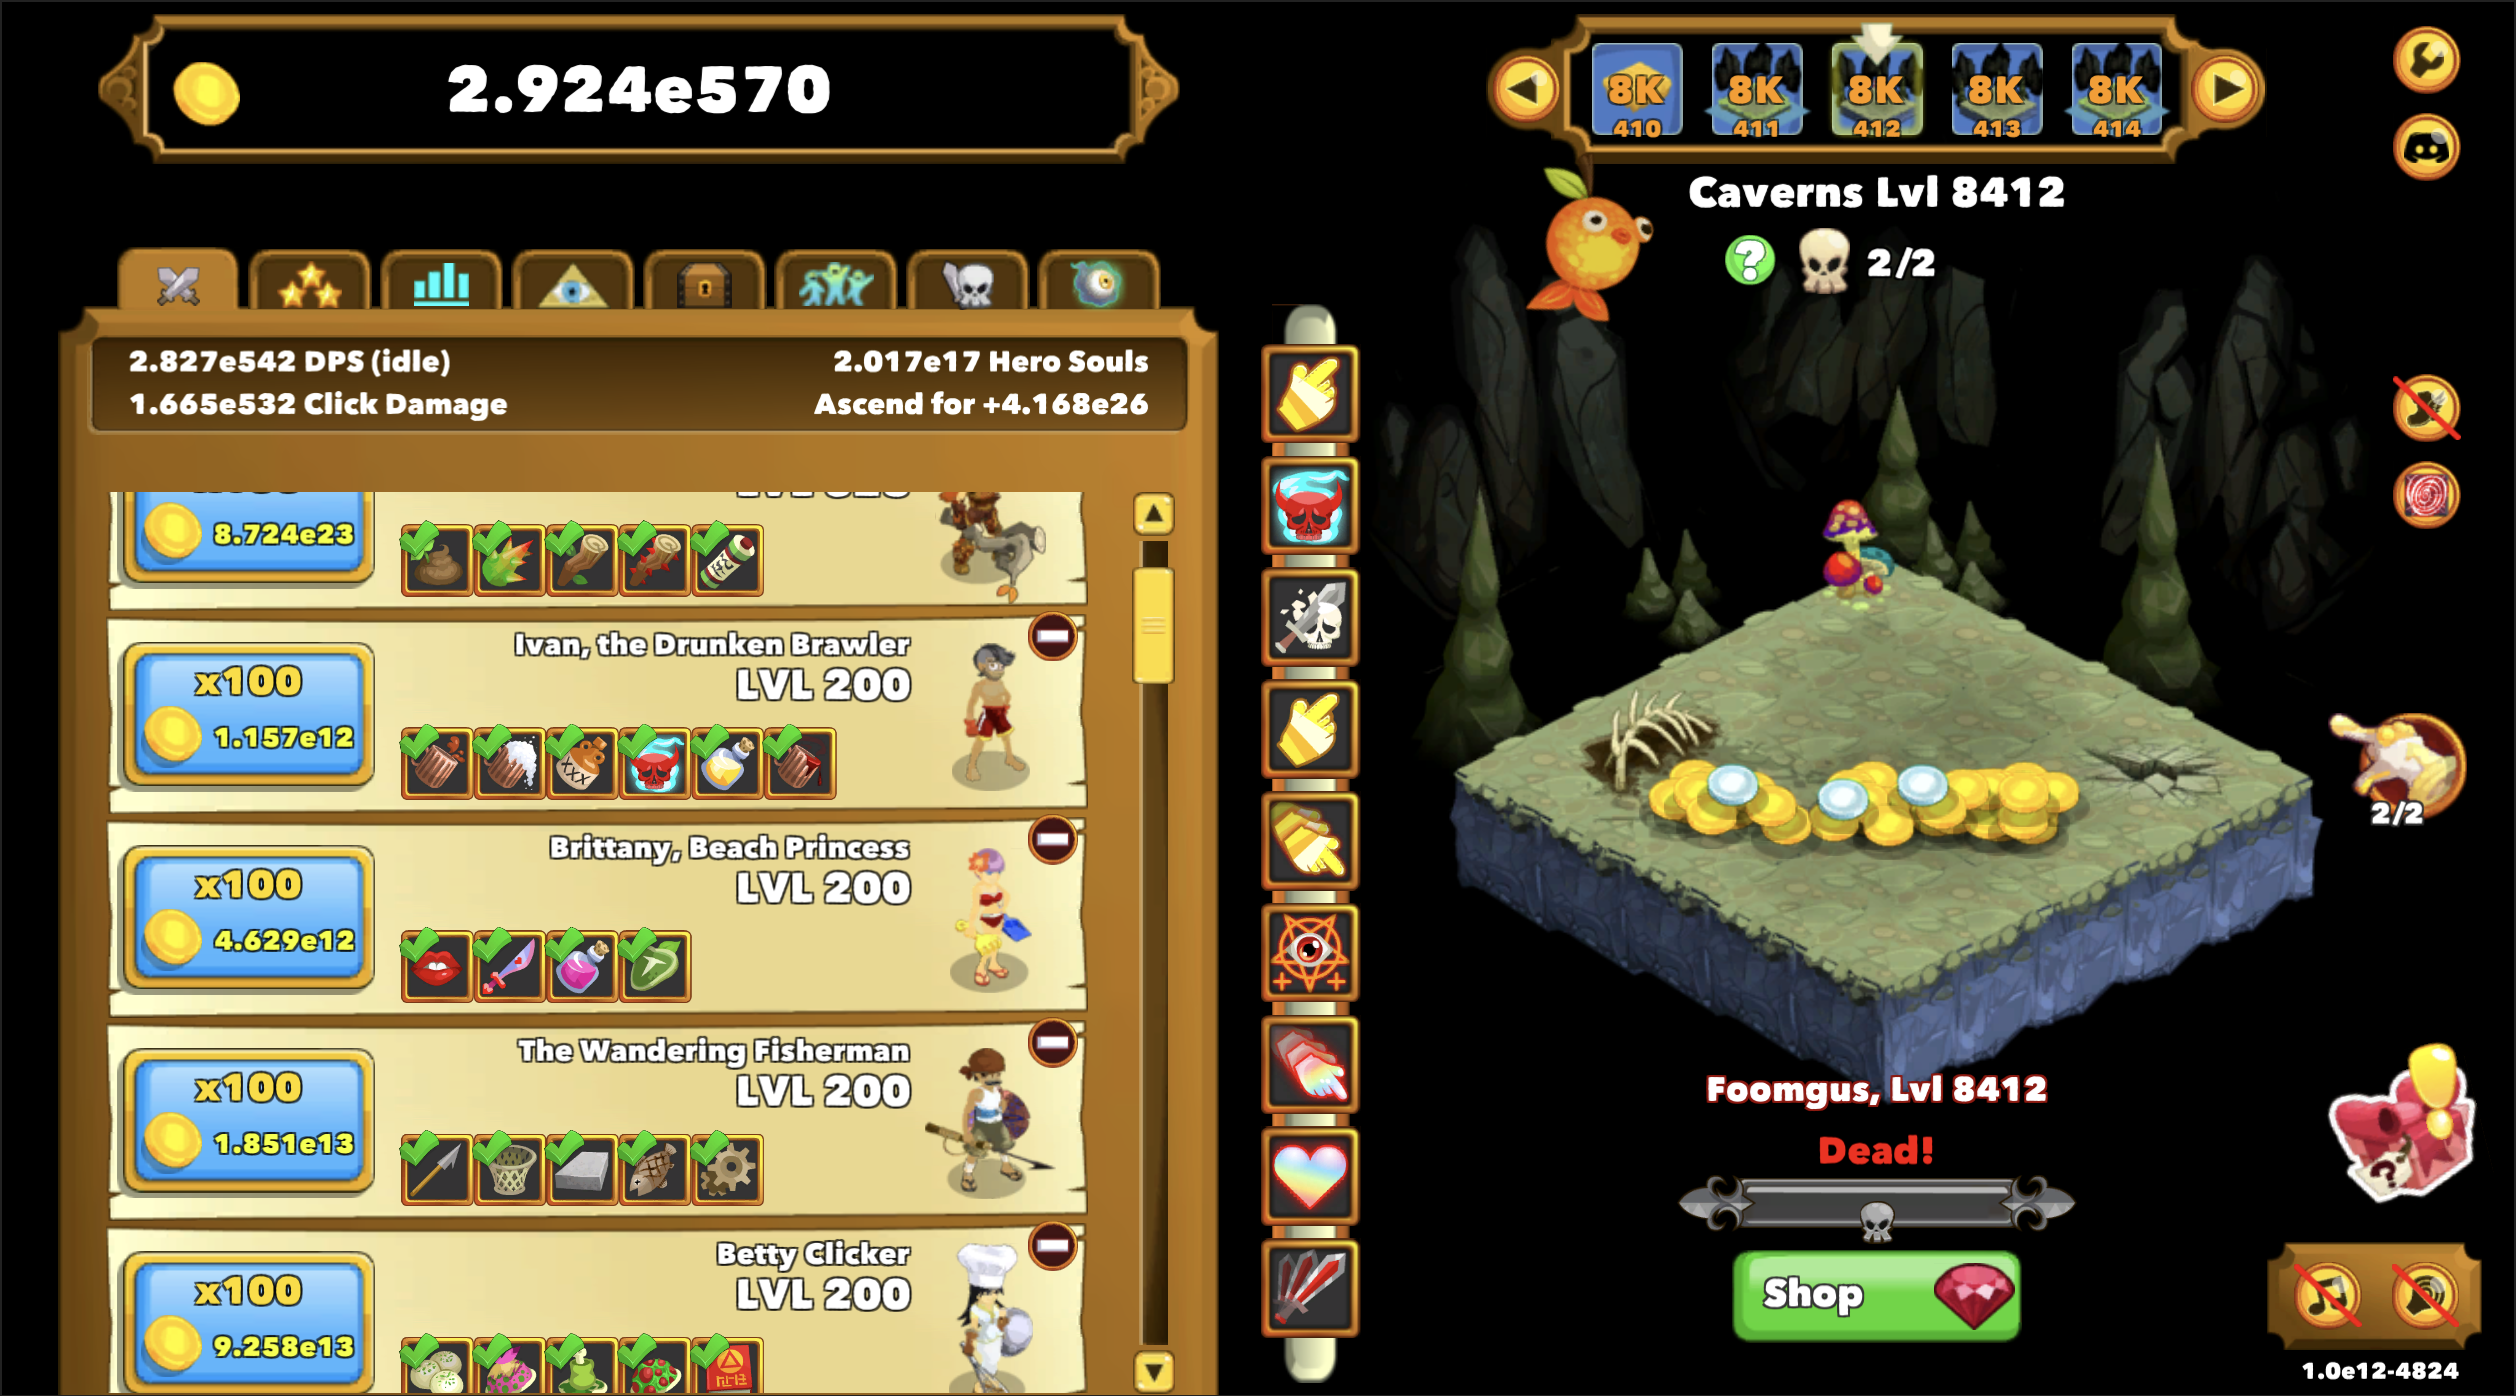 2.924e570
8K
8K
8K
8K
8K
410
411
412
413
414
Caverns Lvl 8412
2/2
2.827e542 DPS (idle)
2.017e17 Hero Souls
1.665e532 Click Damage
Ascend for +4.168e26
8.724e23
Ivan, the Drunken Brawler
x100
LVL 200
1.157e12
XXX
Brittany, Beach Princess
x100
LVL 200
4.629e12
The Wandering Fisherman
x100
LVL 200
1.851e13
Betty Clicker
x100
LVL 200
9.258e13
2/2
Foomgus, Lvl 8412
Dead!
Shop
1.0e12-4824